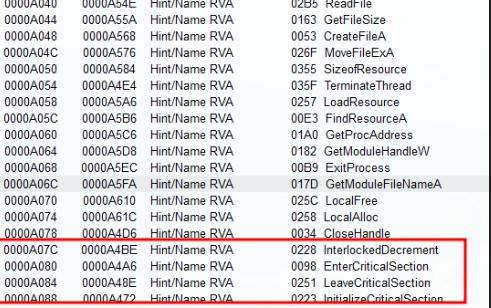 0000A040 0000A54E Hint/Name RVA 02B5 ReadFile
0000A044 0000A55A Hint/Name RVA 0163 GetFileSize
0000A048 0000A568 Hint/Name RVA 0053 CreateFileA
0000A04C 0000A576 Hint/Name RVA 026F MoveFileExA
0000A050 0000A584 Hint/Name RVA 0355 SizeofResource
0000A054 0000A4E4 Hint/Name RVA 035F TerminateThread
0000A058 0000A5A6 Hint/Name RVA 0257 LoadResource
0000A05C 0000A5B6 Hint/Name RVA 00E3 FindResourceA
0000A060 0000A5C6 Hint/Name RVA 01A0 GetProcAddress
0000A064 0000A5D8 Hint/Name RVA 0182 GetModuleHandleW
0000A068 0000A5EC Hint/Name RVA 00B9 ExitProcess
0000A06C 0000A5FA Hint/Name RVA 017D GetModuleFileNameA
0000A070 0000A610 Hint/Name RVA 025C LocalFree
0000A074 0000A61C Hint/Name RVA 0258 LocalAlloc
0000A078 0000A4D6 Hint/Name RVA 0034 CloseHandle
0000A07C 0000A4BE Hint/Name RVA 0228 InterlockedDecrement
0000A080 0000A4A6 Hint/Name RVA 0098 EnterCriticalSection
0000A084 0000A48E Hint/Name RVA 0251 LeaveCriticalSection
0000A088 0000A472 Hint/Name RVA 0223 InitializeCriticalSection